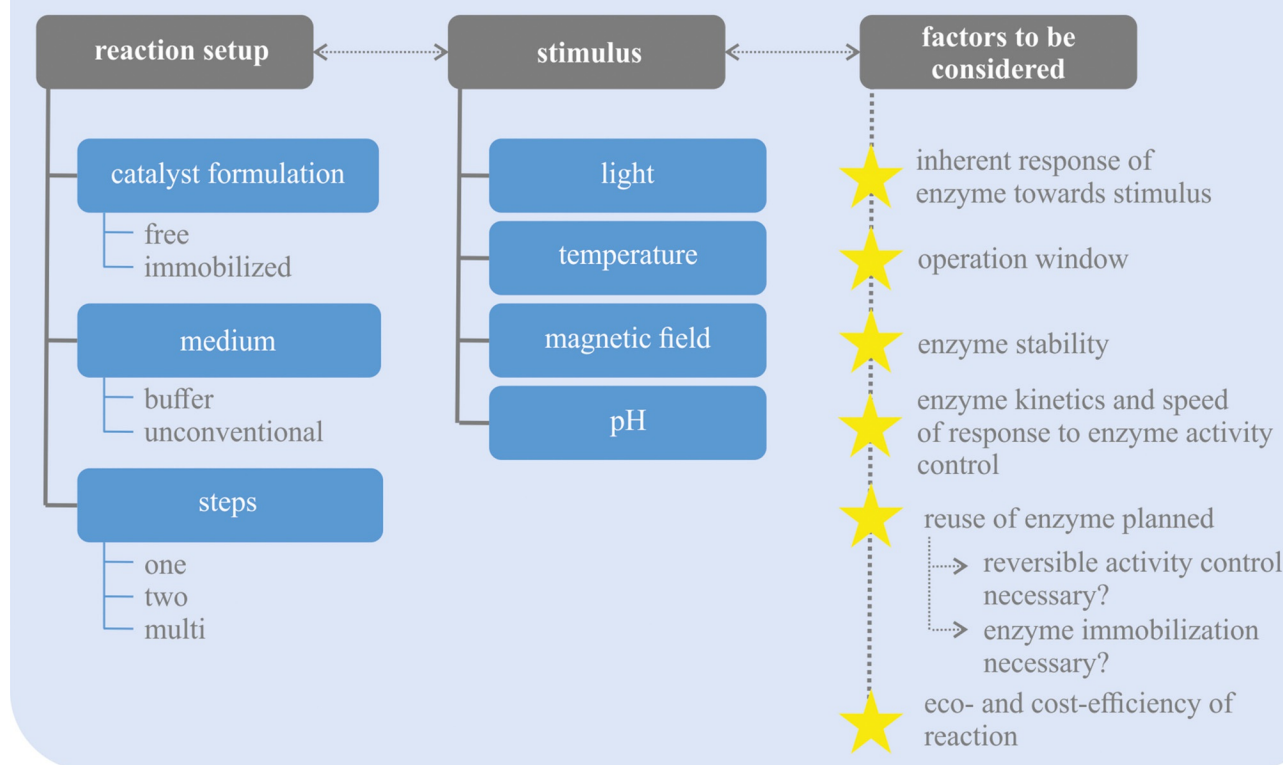 reaction setup
catalyst formulation
free
immobilized
medium
buffer
unconventional
steps
one
two
multi
stimulus
light
temperature
magnetic field
pH
factors to be
considered
inherent response of
enzyme towards stimulus
operation window
enzyme stability
enzyme kinetics and speed
of response to enzyme activity
control
reuse of enzyme planned
reversible activity control
necessary?
enzyme immobilization
necessary?
eco- and cost-efficiency of
reaction